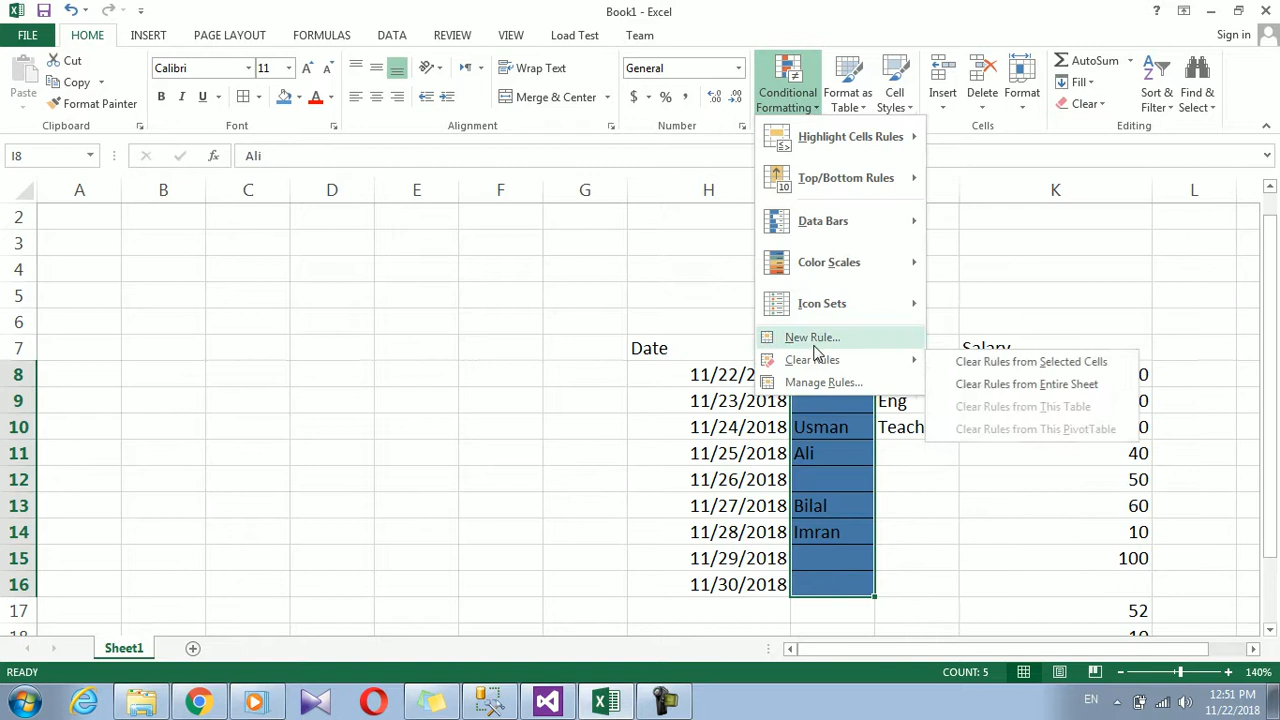 Book1 - Excel
?
FILE HOME INSERT PAGE LAYOUT FORMULAS DATA REVIEW VIEW Load Test Team Sign in
Paste Cut Copy Format Painter
Calibri 11 B I U
Wrap Text
Merge & Center
General $ % ,
Conditional Formatting
Format as Table
Cell Styles
Insert Delete Format
AutoSum Fill Clear
Sort & Filter
Find & Select
Clipboard Font Alignment Number Cells Editing
I8 fx Ali
A B C D E F G H K L
Highlight Cells Rules
Top/Bottom Rules
Data Bars
Color Scales
Icon Sets
New Rule...
Clear Rules
Manage Rules...
Clear Rules from Selected Cells
Clear Rules from Entire Sheet
Clear Rules from This Table
Clear Rules from This PivotTable
2
3
4
5
6
7 Date Salary
8 11/22/2 0
9 11/23/2018 Eng 0
10 11/24/2018 Usman Teach 0
11 11/25/2018 Ali 40
12 11/26/2018 50
13 11/27/2018 Bilal 60
14 11/28/2018 Imran 10
15 11/29/2018 100
16 11/30/2018
17 52
Sheet1
READY COUNT: 5 140%
EN 12:51 PM
11/22/2018